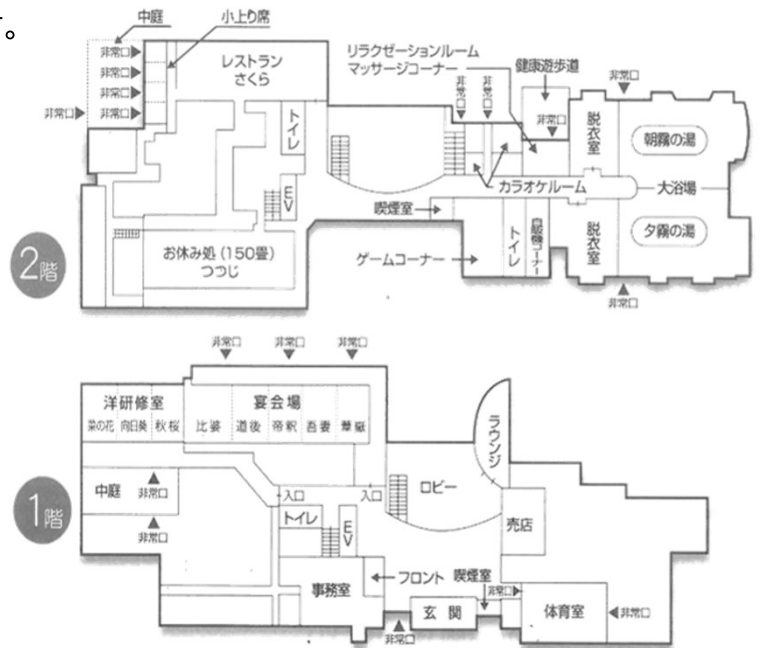 。
中庭
小上り席
非常口
非常口
非常口
非常口
非常口
レストラン
さくら
リラクゼーションルーム
マッサージコーナー
非常口
非常口
健康遊歩道
非常口
非常口
トイレ
脱衣室
朝霧の湯
EV
カラオケルーム
大浴場
喫煙室
お休み処(150畳)
つつじ
ゲームコーナー
トイレ
自販機コーナー
脱衣室
夕霧の湯
2階
非常口
非常口
非常口
非常口
洋研修室
菜の花
向日葵
秋桜
宴会場
比婆
道後
帝釈
吾妻
華嶽
ラウンジ
中庭
非常口
非常口
入口
入口
ロビー
1階
トイレ
EV
売店
事務室
フロント
喫煙室
非常口
玄関
体育室
非常口
非常口